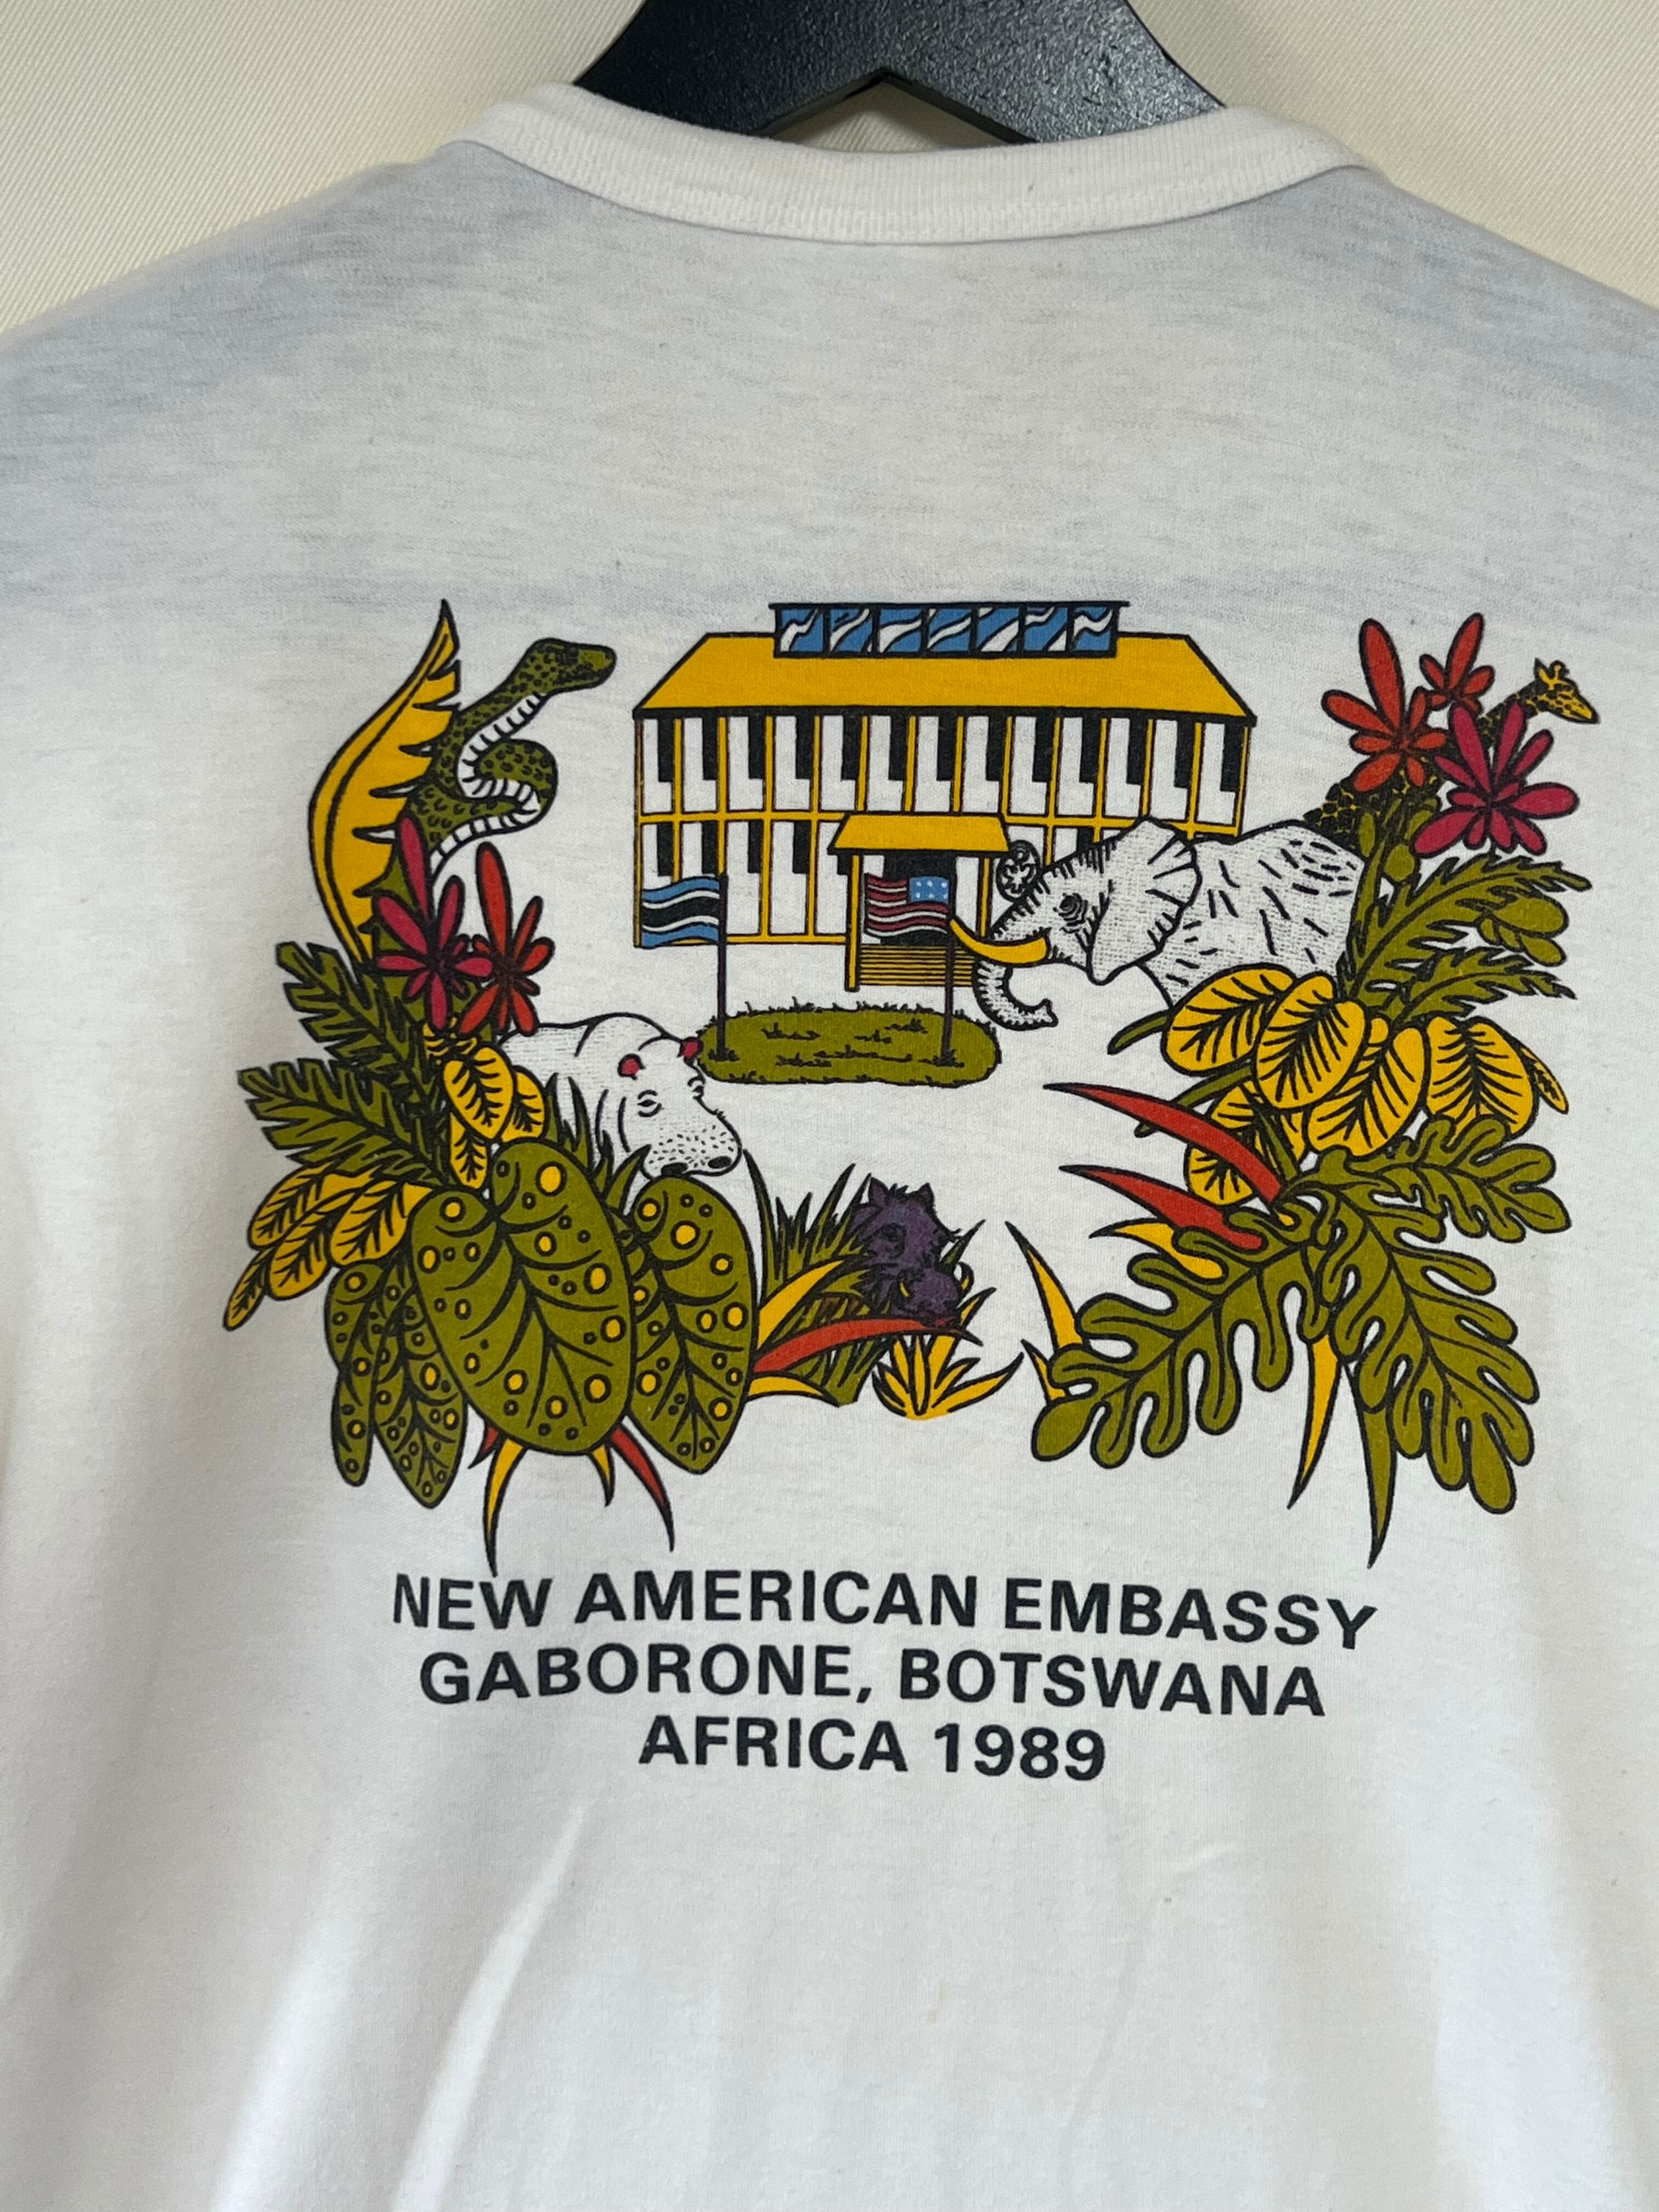 NEW AMERICAN EMBASSY
GABORONE, BOTSWANA
AFRICA 1989